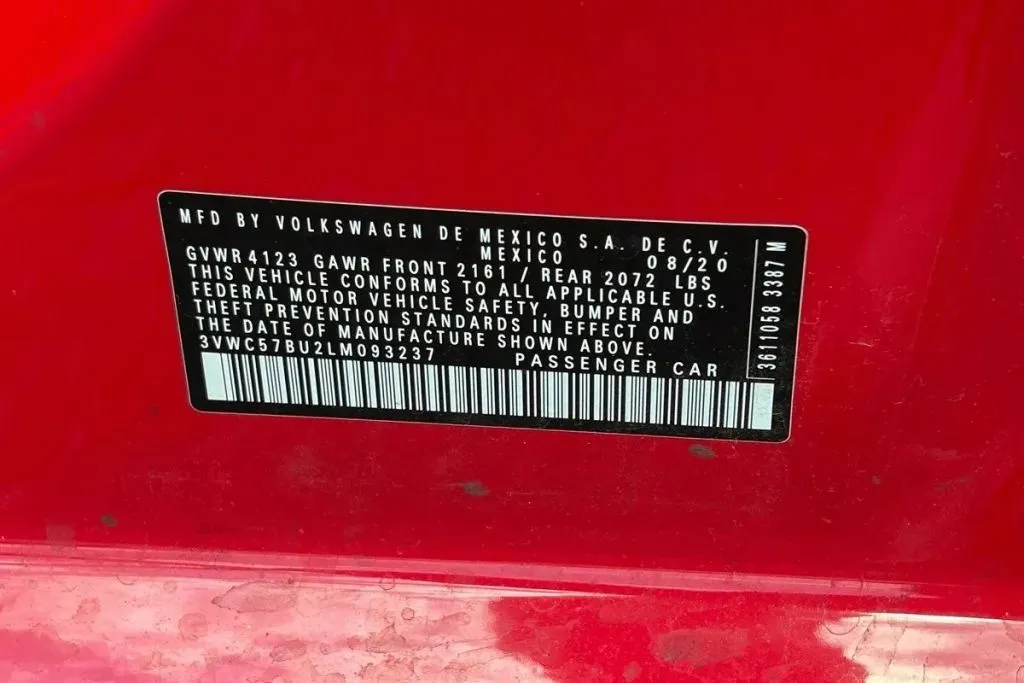 MFD BY VOLKSWAGEN DE MEXICO S.A. DE C.V.
MEXICO 08/20
GVWR 4123 GAWR FRONT 2161 / REAR 2072 LBS
THIS VEHICLE CONFORMS TO ALL APPLICABLE U.S.
FEDERAL MOTOR VEHICLE SAFETY, BUMPER AND
THEFT PREVENTION STANDARDS IN EFFECT ON
THE DATE OF MANUFACTURE SHOWN ABOVE.
3VWC57BU2LM093237 PASSENGER CAR
3611058 3387 M